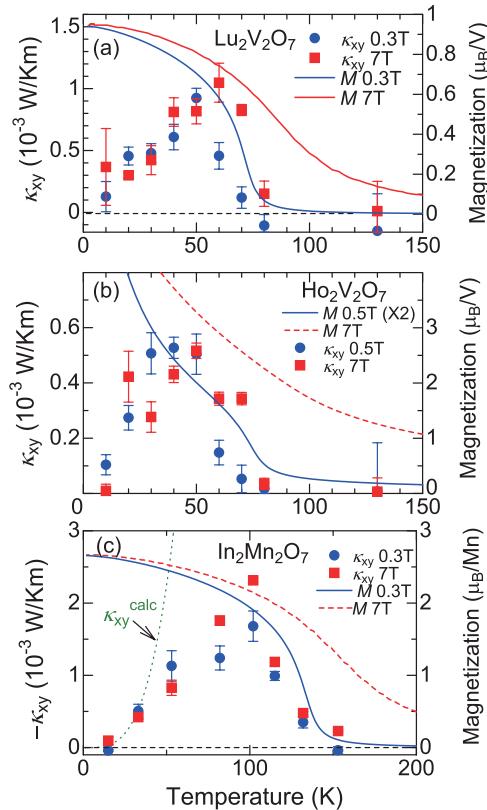 (a)
Lu2V2O7
κxy 0.3T
κxy 7T
M 0.3T
M 7T
κxy (10-3 W/Km)
1.5
1
0.5
0
Magnetization (μB/V)
1
0.8
0.6
0.4
0.2
0
0 50 100 150
(b)
Ho2V2O7
M 0.5T (X2)
M 7T
κxy 0.5T
κxy 7T
κxy (10-3 W/Km)
0.6
0.4
0.2
Magnetization (μB/V)
3
2
1
0
0 50 100 150
(c)
In2Mn2O7
κxy 0.3T
κxy 7T
M 0.3T
M 7T
κxy calc
−κxy (10-3 W/Km)
3
2
1
0
Magnetization (μB/Mn)
3
2
1
0
0 100 200
Temperature (K)